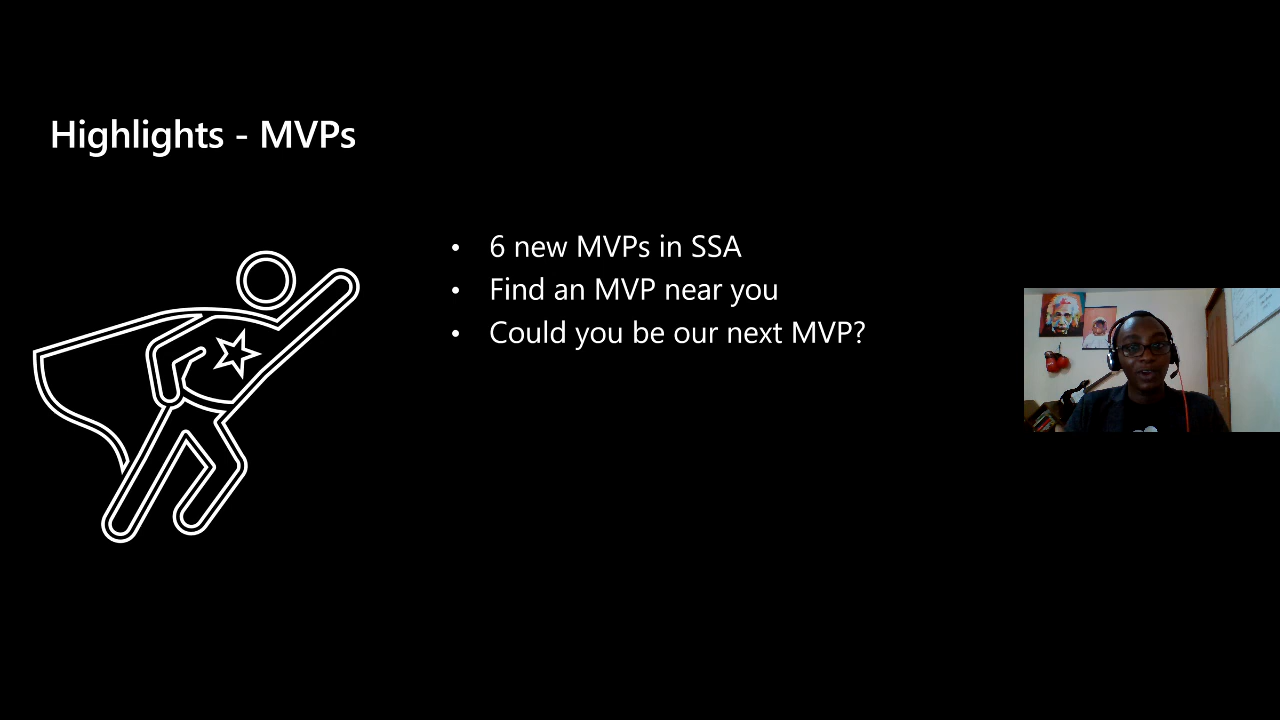 Highlights - MVPs
• 6 new MVPs in SSA
• Find an MVP near you
• Could you be our next MVP?